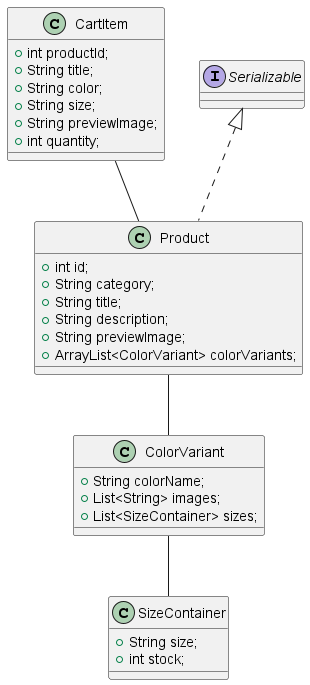 C CartItem
int productId;
String title;
String color;
String size;
String previewImage;
int quantity;
I Serializable
C Product
int id;
String category;
String title;
String description;
String previewImage;
ArrayList<ColorVariant> colorVariants;
C ColorVariant
String colorName;
List<String> images;
List<SizeContainer> sizes;
C SizeContainer
String size;
int stock;